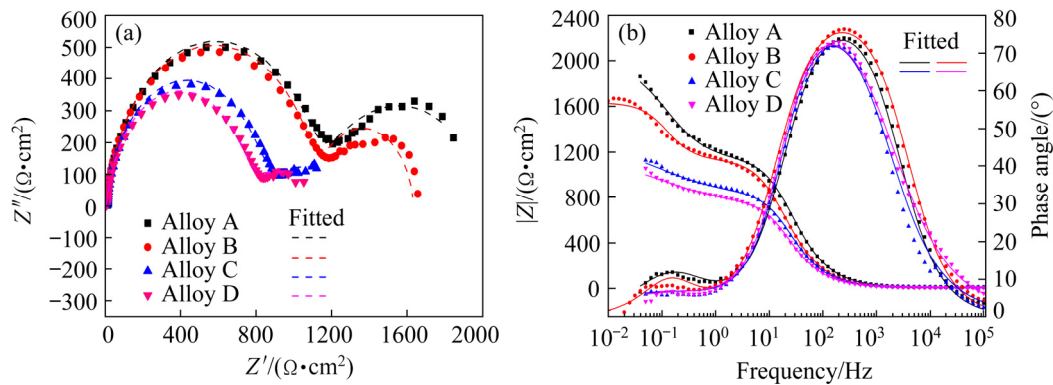 (a)
Z″/(Ω•cm²)
600
500
400
300
200
100
0
−600
−500
−400
−300
Alloy A
Alloy B
Alloy C
Alloy D
Fitted
0 400 800 1200 1600 2000
Z′/(Ω•cm²)
(b)
|Z|/(Ω•cm²)
2400
2000
1600
1200
800
400
0
Alloy A
Alloy B
Alloy C
Alloy D
Fitted
80
70
60
50
40
30
20
10
0
Phase angle/(°)
10⁻² 10⁻¹ 10⁰ 10¹ 10² 10³ 10⁴ 10⁵
Frequency/Hz